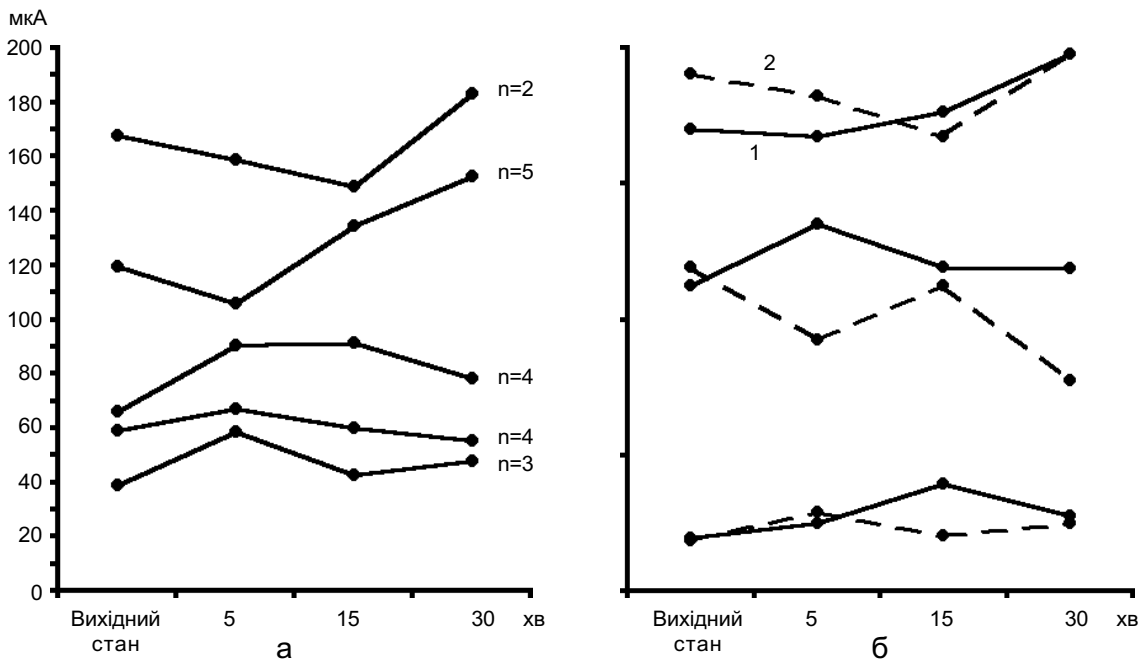 мкА
200
180
160
140
120
100
80
60
40
20
0
n=2
n=5
n=4
n=4
n=3
Вихідний
стан
5
15
30
хв
а
2
1
Вихідний
стан
5
15
30
хв
б